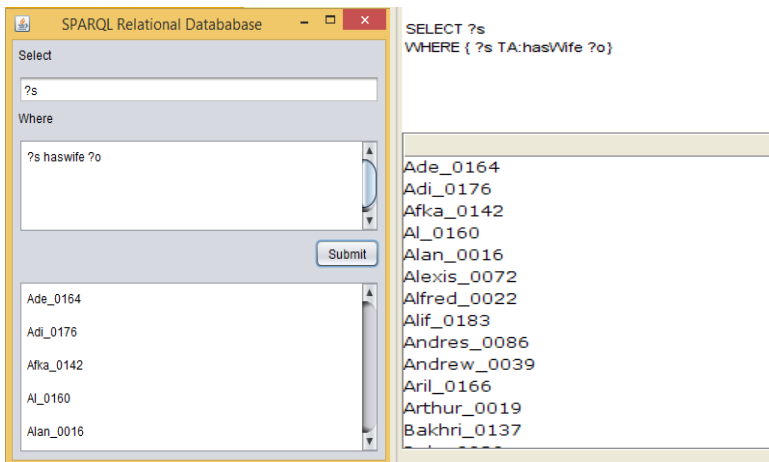 SPARQL Relational Datababase
Select
?s
Where
?s haswife ?o
Submit
Ade_0164
Adi_0176
Afka_0142
Al_0160
Alan_0016
SELECT ?s
WHERE { ?s TA:hasWife ?o}
Ade_0164
Adi_0176
Afka_0142
Al_0160
Alan_0016
Alexis_0072
Alfred_0022
Alif_0183
Andres_0086
Andrew_0039
Aril_0166
Arthur_0019
Bakhri_0137